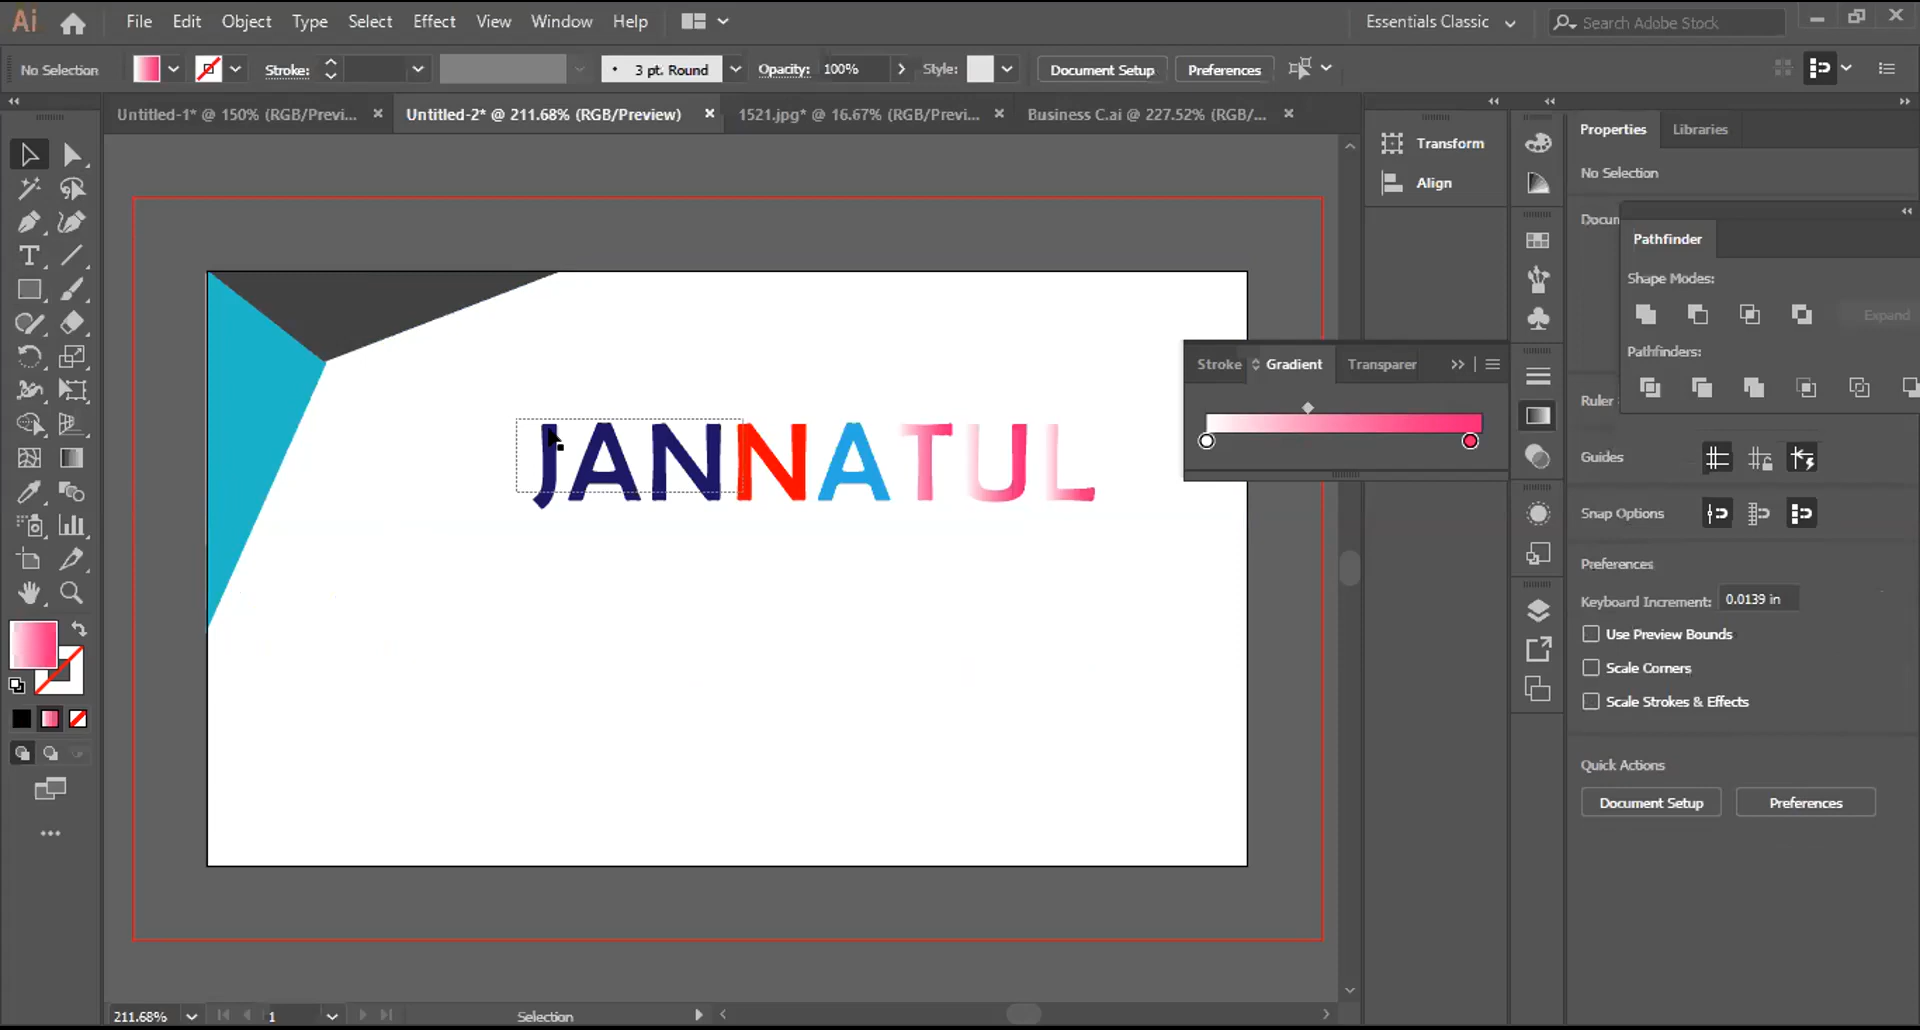 Ai File Edit Object Type Select Effect View Window Help Essentials Classic Search Adobe Stock
No Selection Stroke: 3 pt. Round Opacity: 100% Style: Document Setup Preferences
Untitled-1* @ 150% (RGB/Previ... Untitled-2* @ 211.68% (RGB/Preview) 1521.jpg* @ 16.67% (RGB/Previ... Business C.ai @ 227.52% (RGB/...
Transform
Align
Properties Libraries
No Selection
Docum
Pathfinder
Shape Modes:
Expand
Pathfinders:
Stroke Gradient Transparer
JANNATUL
Ruler
Guides
Snap Options
Preferences
Keyboard Increment: 0.0139 in
Use Preview Bounds
Scale Corners
Scale Strokes & Effects
Quick Actions
Document Setup Preferences
211.68% 1 Selection